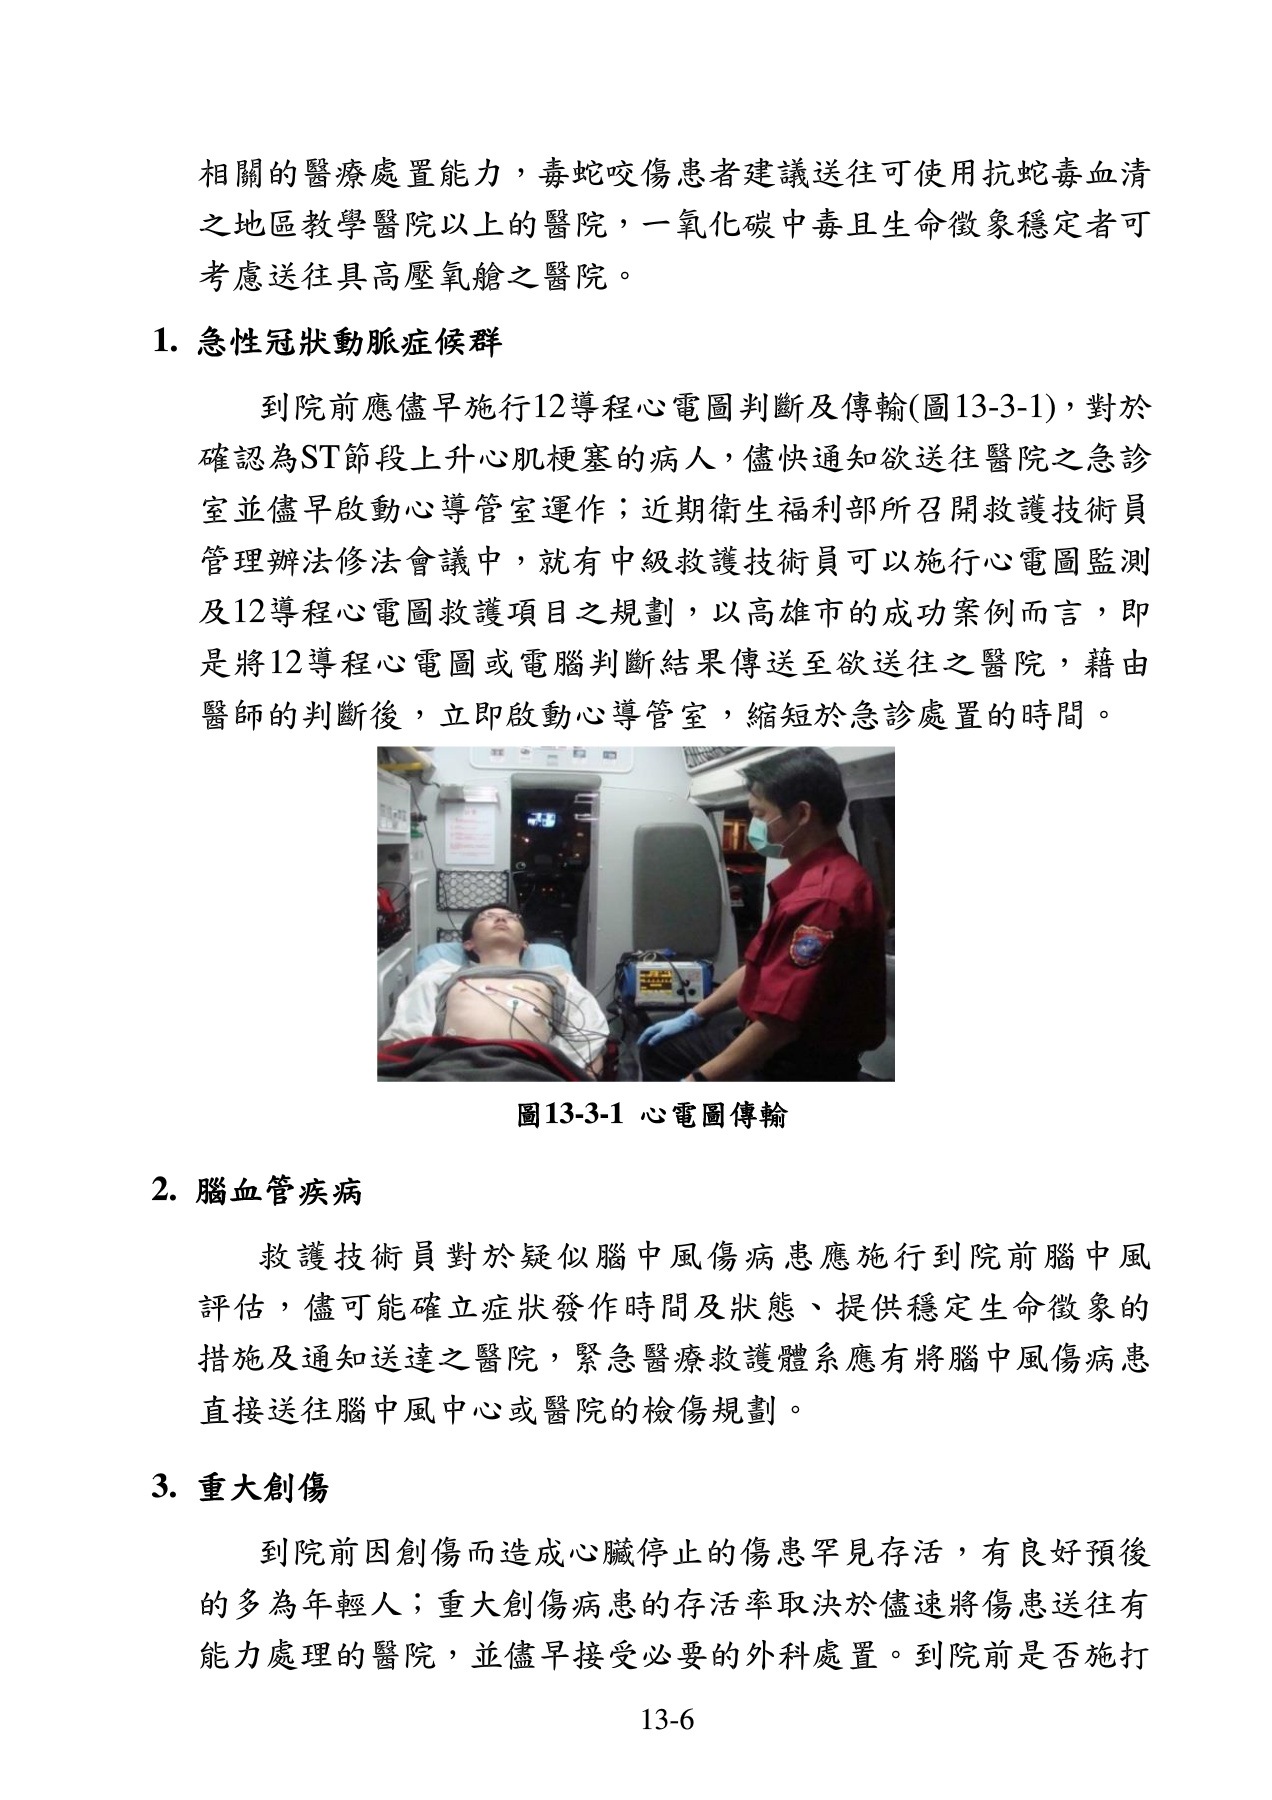 相關的醫療處置能力，毒蛇咬傷患者建議送往可使用抗蛇毒血清
之地區教學醫院以上的醫院，一氧化碳中毒且生命徵象穩定者可
考慮送往具高壓氧艙之醫院。
1. 急性冠狀動脈症候群
到院前應儘早施行12導程心電圖判斷及傳輸(圖13-3-1)，對於
確認為ST節段上升心肌梗塞的病人，儘快通知欲送往醫院之急診
室並儘早啟動心導管室運作；近期衛生福利部所召開救護技術員
管理辦法修法會議中，就有中級救護技術員可以施行心電圖監測
及12導程心電圖救護項目之規劃，以高雄市的成功案例而言，即
是將12導程心電圖或電腦判斷結果傳送至欲送往之醫院，藉由
醫師的判斷後，立即啟動心導管室，縮短於急診處置的時間。
圖13-3-1 心電圖傳輸
2. 腦血管疾病
救護技術員對於疑似腦中風傷病患應施行到院前腦中風
評估，儘可能確立症狀發作時間及狀態、提供穩定生命徵象的
措施及通知送達之醫院，緊急醫療救護體系應有將腦中風傷病患
直接送往腦中風中心或醫院的檢傷規劃。
3. 重大創傷
到院前因創傷而造成心臟停止的傷患罕見存活，有良好預後
的多為年輕人；重大創傷病患的存活率取決於儘速將傷患送往有
能力處理的醫院，並儘早接受必要的外科處置。到院前是否施打
13-6